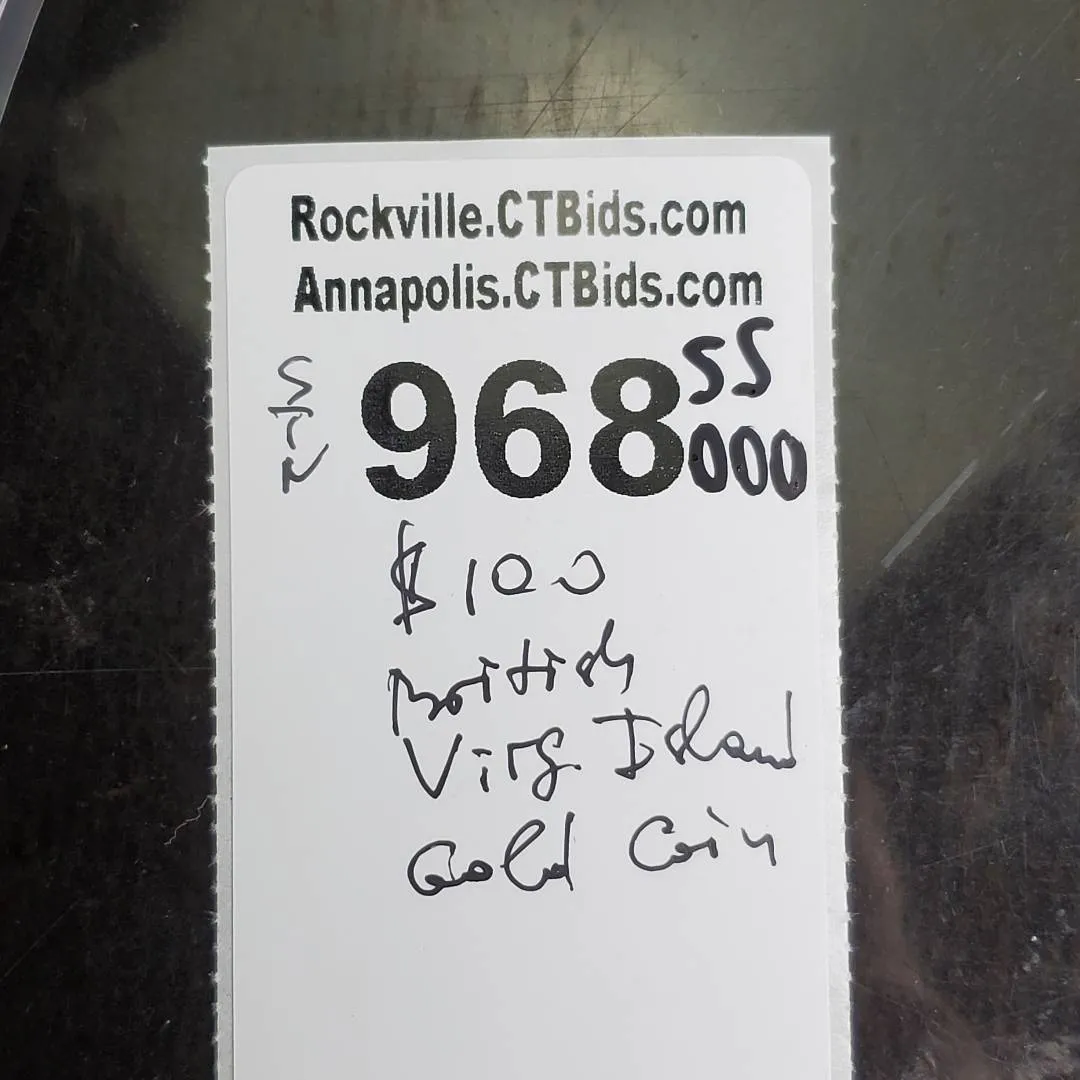 Rockville.CTBids.com
Annapolis.CTBids.com
968 SS
000
$100
British
Virg. Island
Gold Coin